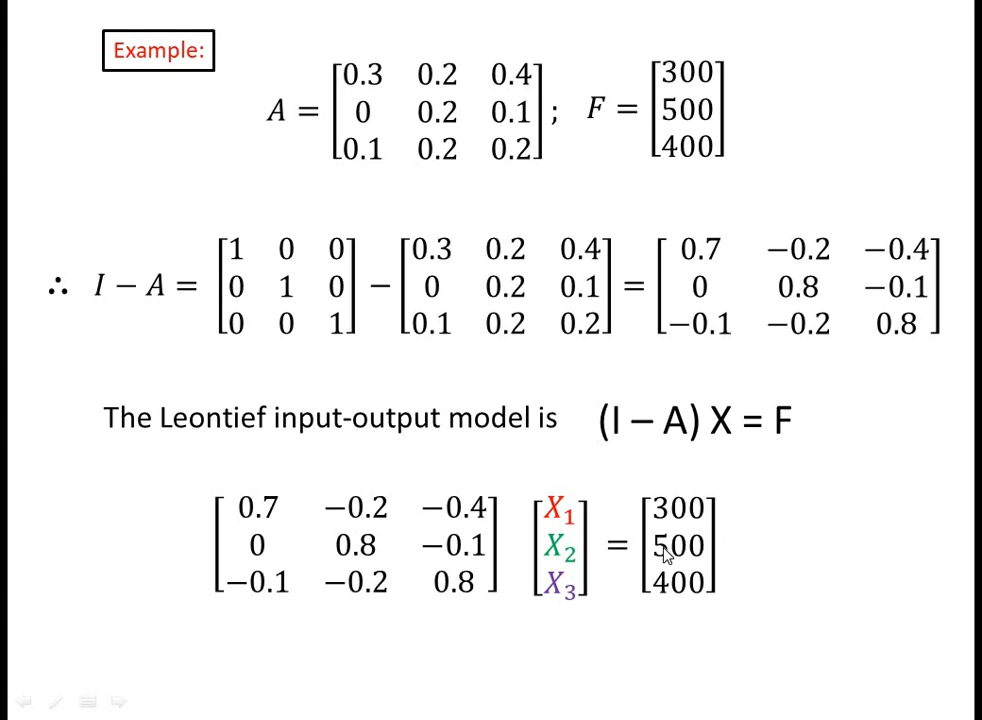 Example:
A = [0.3 0.2 0.4; 0 0.2 0.1; 0.1 0.2 0.2] ; F = [300; 500; 400]
∴ I − A = [1 0 0; 0 1 0; 0 0 1] − [0.3 0.2 0.4; 0 0.2 0.1; 0.1 0.2 0.2] = [0.7 −0.2 −0.4; 0 0.8 −0.1; −0.1 −0.2 0.8]
The Leontief input-output model is (I – A) X = F
[0.7 −0.2 −0.4; 0 0.8 −0.1; −0.1 −0.2 0.8] [X₁; X₂; X₃] = [300; 500; 400]